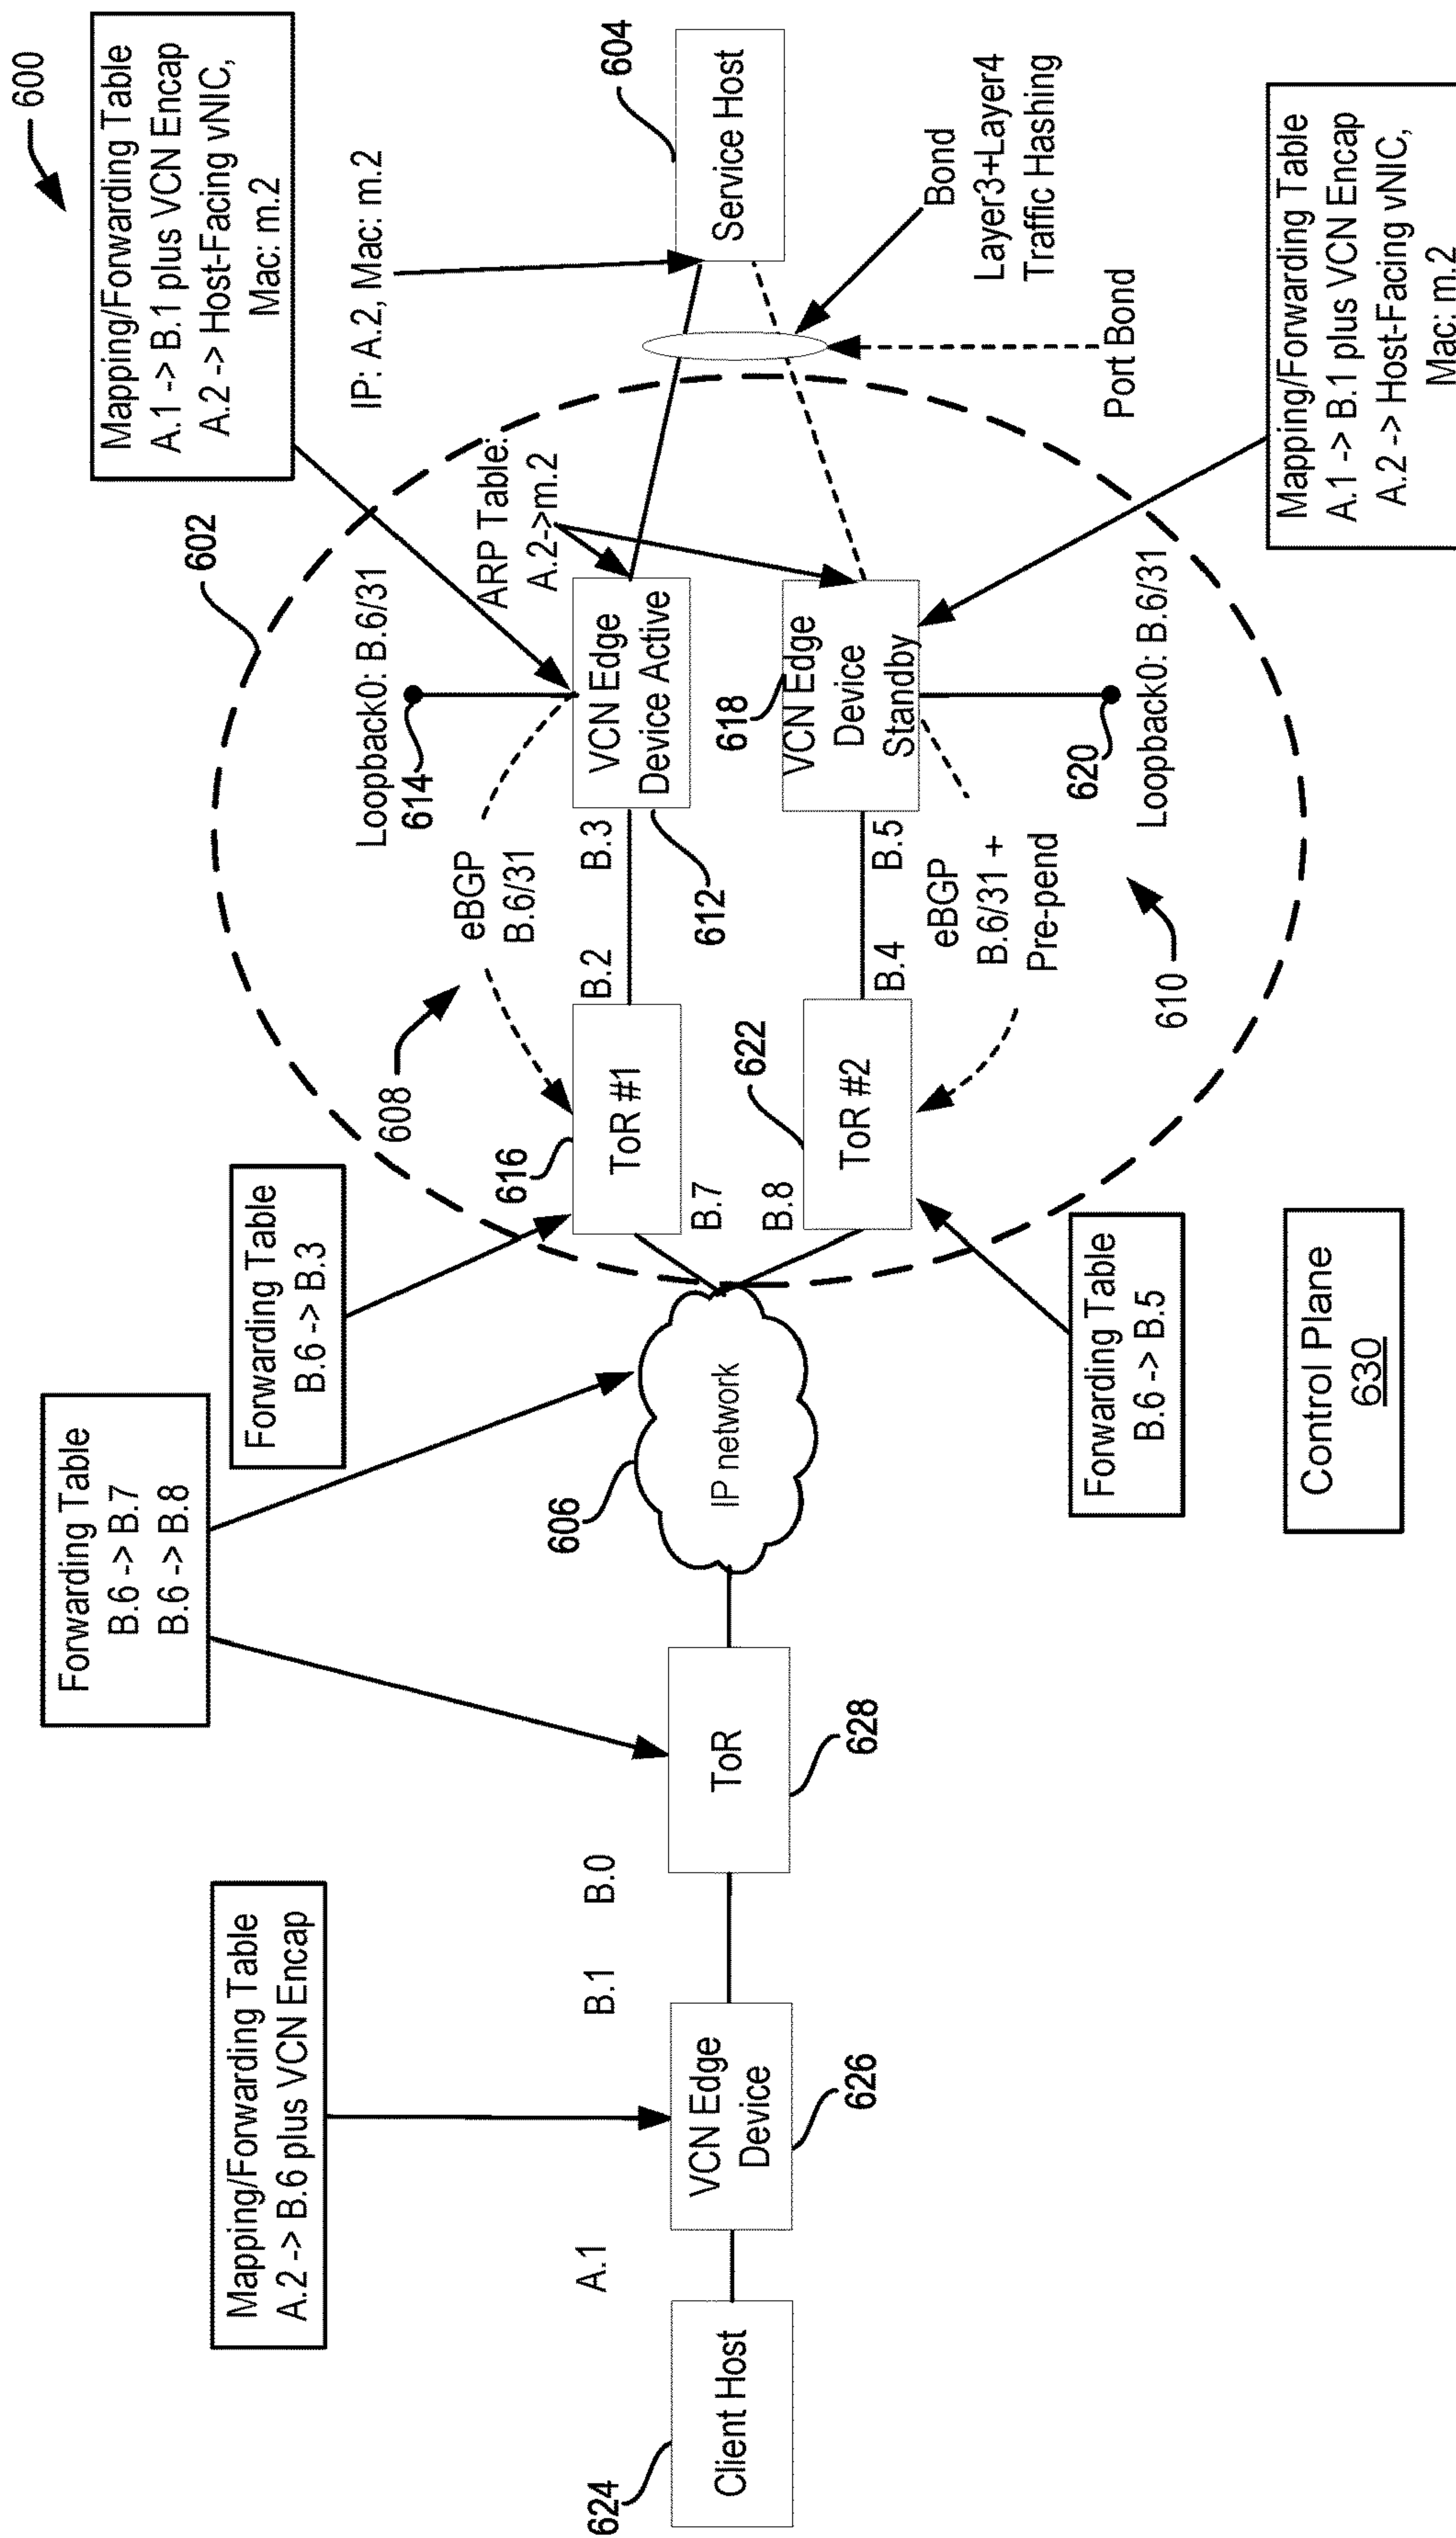 600
Mapping/Forwarding Table
A.1 -> B.1 plus VCN Encap
A.2 -> Host-Facing vNIC,
Mac: m.2
602
IP: A.2, Mac: m.2
604
Service Host
Bond
Layer3+Layer4
Traffic Hashing
Port Bond
ARP Table:
A.2->m.2
Loopback0: B.6/31
614
VCN Edge
Device Active
612
eBGP
B.6/31
B.3
B.2
608
ToR #1
616
B.7
Forwarding Table
B.6 -> B.3
Forwarding Table
B.6 -> B.7
B.6 -> B.8
618
VCN Edge
Device
Standby
620
Loopback0: B.6/31
B.5
B.4
eBGP
B.6/31 +
Pre-pend
610
622
ToR #2
B.8
Forwarding Table
B.6 -> B.5
Mapping/Forwarding Table
A.1 -> B.1 plus VCN Encap
A.2 -> Host-Facing vNIC,
Mac: m.2
606
IP network
ToR
628
B.0
B.1
Mapping/Forwarding Table
A.2 -> B.6 plus VCN Encap
VCN Edge
Device
626
A.1
Client Host
624
Control Plane
630